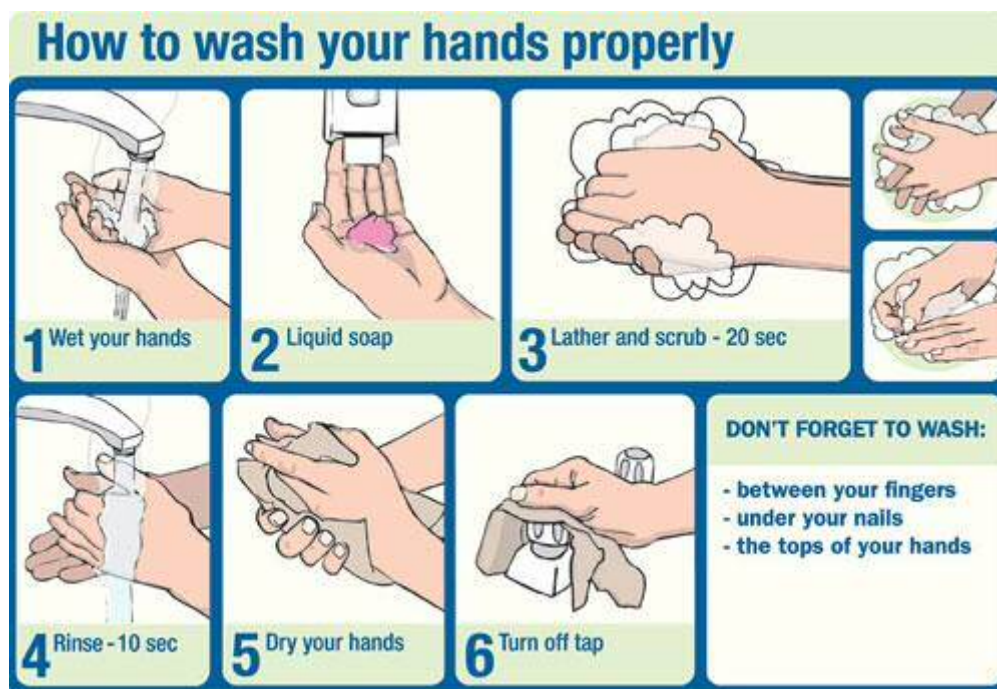 How to wash your hands properly
1 Wet your hands
2 Liquid soap
3 Lather and scrub - 20 sec
4 Rinse - 10 sec
5 Dry your hands
6 Turn off tap
DON'T FORGET TO WASH:
- between your fingers
- under your nails
- the tops of your hands